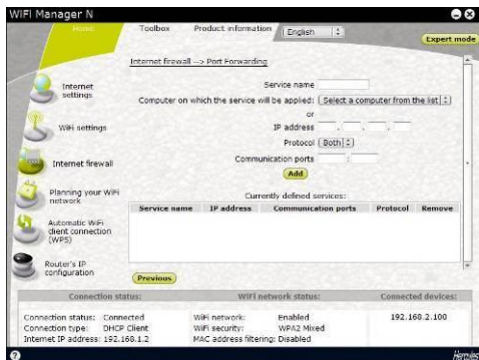 WiFi Manager N
Home Toolbox Product information English
Expert mode
Internet firewall --> Port Forwarding
Service name
Computer on which the service will be applied: Select a computer from the list
or
IP address . . .
Protocol Both
Communication ports :
Add
Currently defined services:
Service name IP address Communication ports Protocol Remove
Internet
settings
WiFi settings
Internet firewall
Planning your WiFi
network
Automatic WiFi
client connection
(WPS)
Router's IP
configuration
Previous
Connection status: WiFi network status: Connected devices:
Connection status: Connected WiFi network: Enabled 192.168.2.100
Connection type: DHCP Client WiFi security: WPA2 Mixed
Internet IP address: 192.168.1.2 MAC address filtering: Disabled
? Hercules